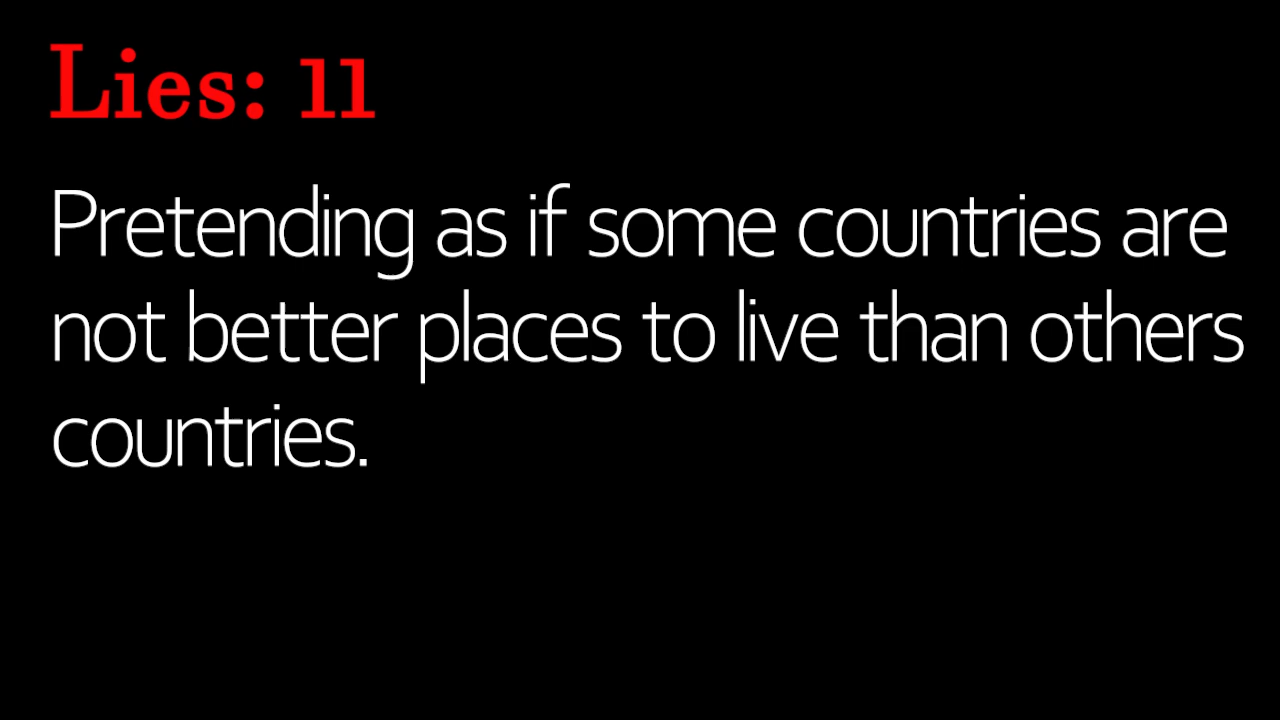 Lies: 11
Pretending as if some countries are
not better places to live than others
countries.